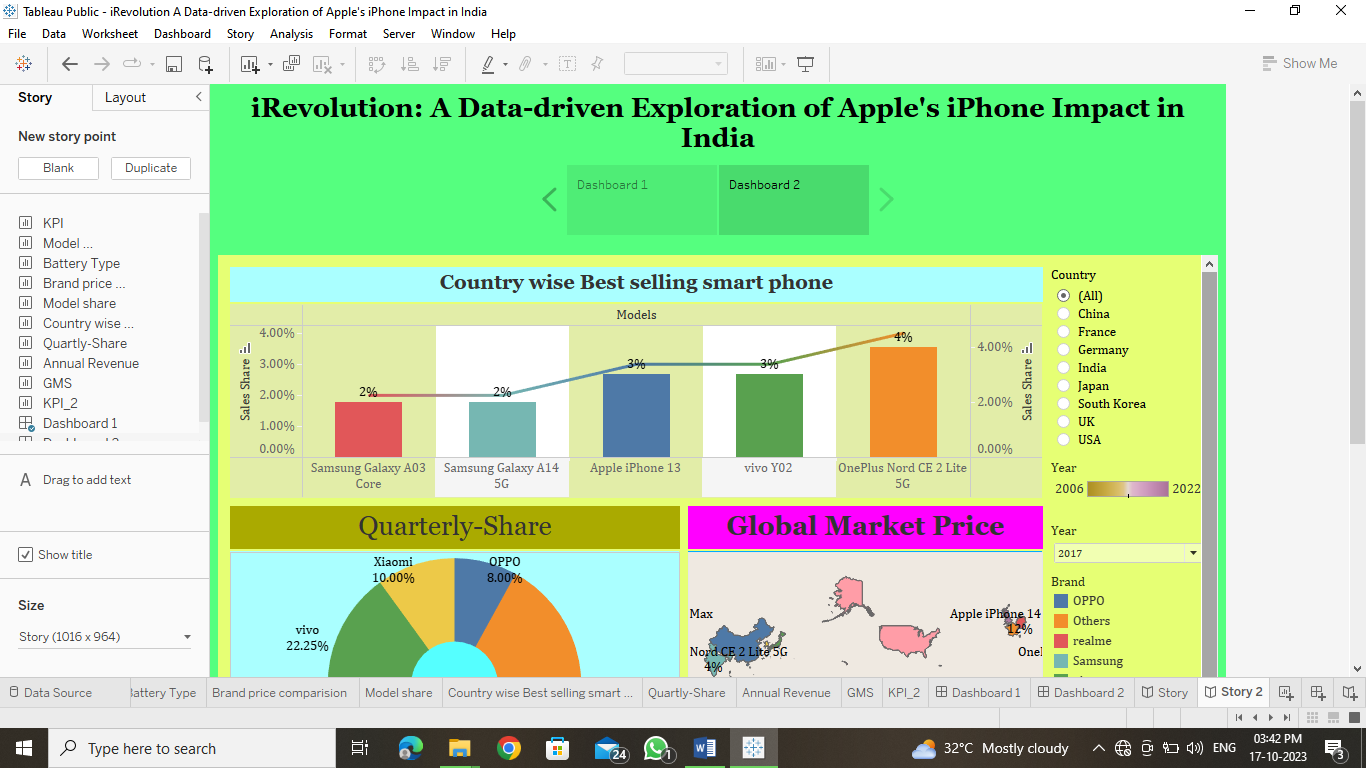 Tableau Public - iRevolution A Data-driven Exploration of Apple's iPhone Impact in India
File Data Worksheet Dashboard Story Analysis Format Server Window Help
Show Me
Story Layout
New story point
Blank Duplicate
KPI
Model ...
Battery Type
Brand price ...
Model share
Country wise ...
Quartly-Share
Annual Revenue
GMS
KPI_2
Dashboard 1
A Drag to add text
Show title
Size
Story (1016 x 964)
iRevolution: A Data-driven Exploration of Apple's iPhone Impact in
India
Dashboard 1
Dashboard 2
Country wise Best selling smart phone
Models
4.00%
3.00%
2.00%
1.00%
0.00%
Sales Share
2%
2%
3%
3%
4%
4.00%
2.00%
0.00%
Sales Share
Samsung Galaxy A03
Core
Samsung Galaxy A14
5G
Apple iPhone 13
vivo Y02
OnePlus Nord CE 2 Lite
5G
Country
(All)
China
France
Germany
India
Japan
South Korea
UK
USA
Year
2006 2022
Year
2017
Brand
OPPO
Others
realme
Samsung
Quarterly-Share
Xiaomi
10.00%
OPPO
8.00%
vivo
22.25%
Global Market Price
Max
Nord CE 2 Lite 5G
4%
Apple iPhone 14
12%
Data Source
Battery Type
Brand price comparision
Model share
Country wise Best selling smart ...
Quartly-Share
Annual Revenue
GMS
KPI_2
Dashboard 1
Dashboard 2
Story
Story 2
Type here to search
24
1
32°C Mostly cloudy
ENG
03:42 PM
17-10-2023
3